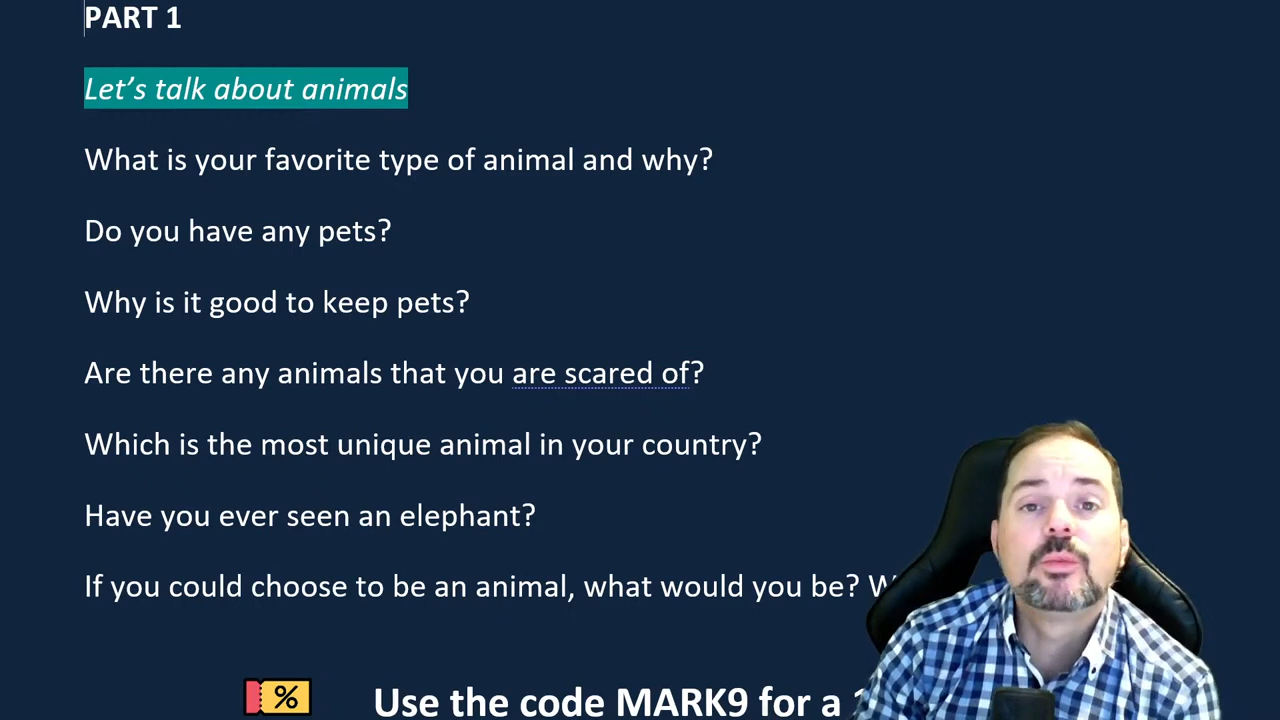 PART 1
Let’s talk about animals
What is your favorite type of animal and why?
Do you have any pets?
Why is it good to keep pets?
Are there any animals that you are scared of?
Which is the most unique animal in your country?
Have you ever seen an elephant?
If you could choose to be an animal, what would you be?
% Use the code MARK9 for a